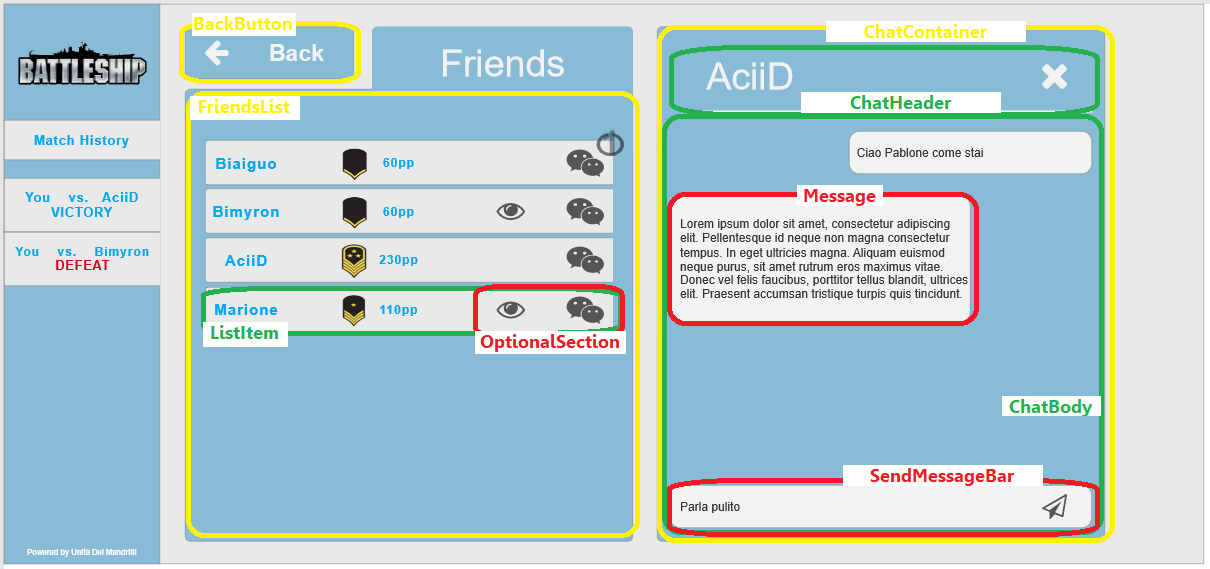 BATTLESHIP
Match History
You vs. AciiD
VICTORY
You vs. Bimyron
DEFEAT
Powered by Unità Dei Mandrilli
BackButton
Back
Friends
FriendsList
1
Biaiguo 60pp
Bimyron 60pp
AciiD 230pp
Marione 110pp
ListItem
OptionalSection
ChatContainer
AciiD
ChatHeader
Ciao Pablone come stai
Message
Lorem ipsum dolor sit amet, consectetur adipiscing
elit. Pellentesque id neque non magna consectetur
tempus. In eget ultricies magna. Aliquam euismod
neque purus, sit amet rutrum eros maximus vitae.
Donec vel felis faucibus, porttitor tellus blandit, ultrices
elit. Praesent accumsan tristique turpis quis tincidunt.
ChatBody
SendMessageBar
Parla pulito